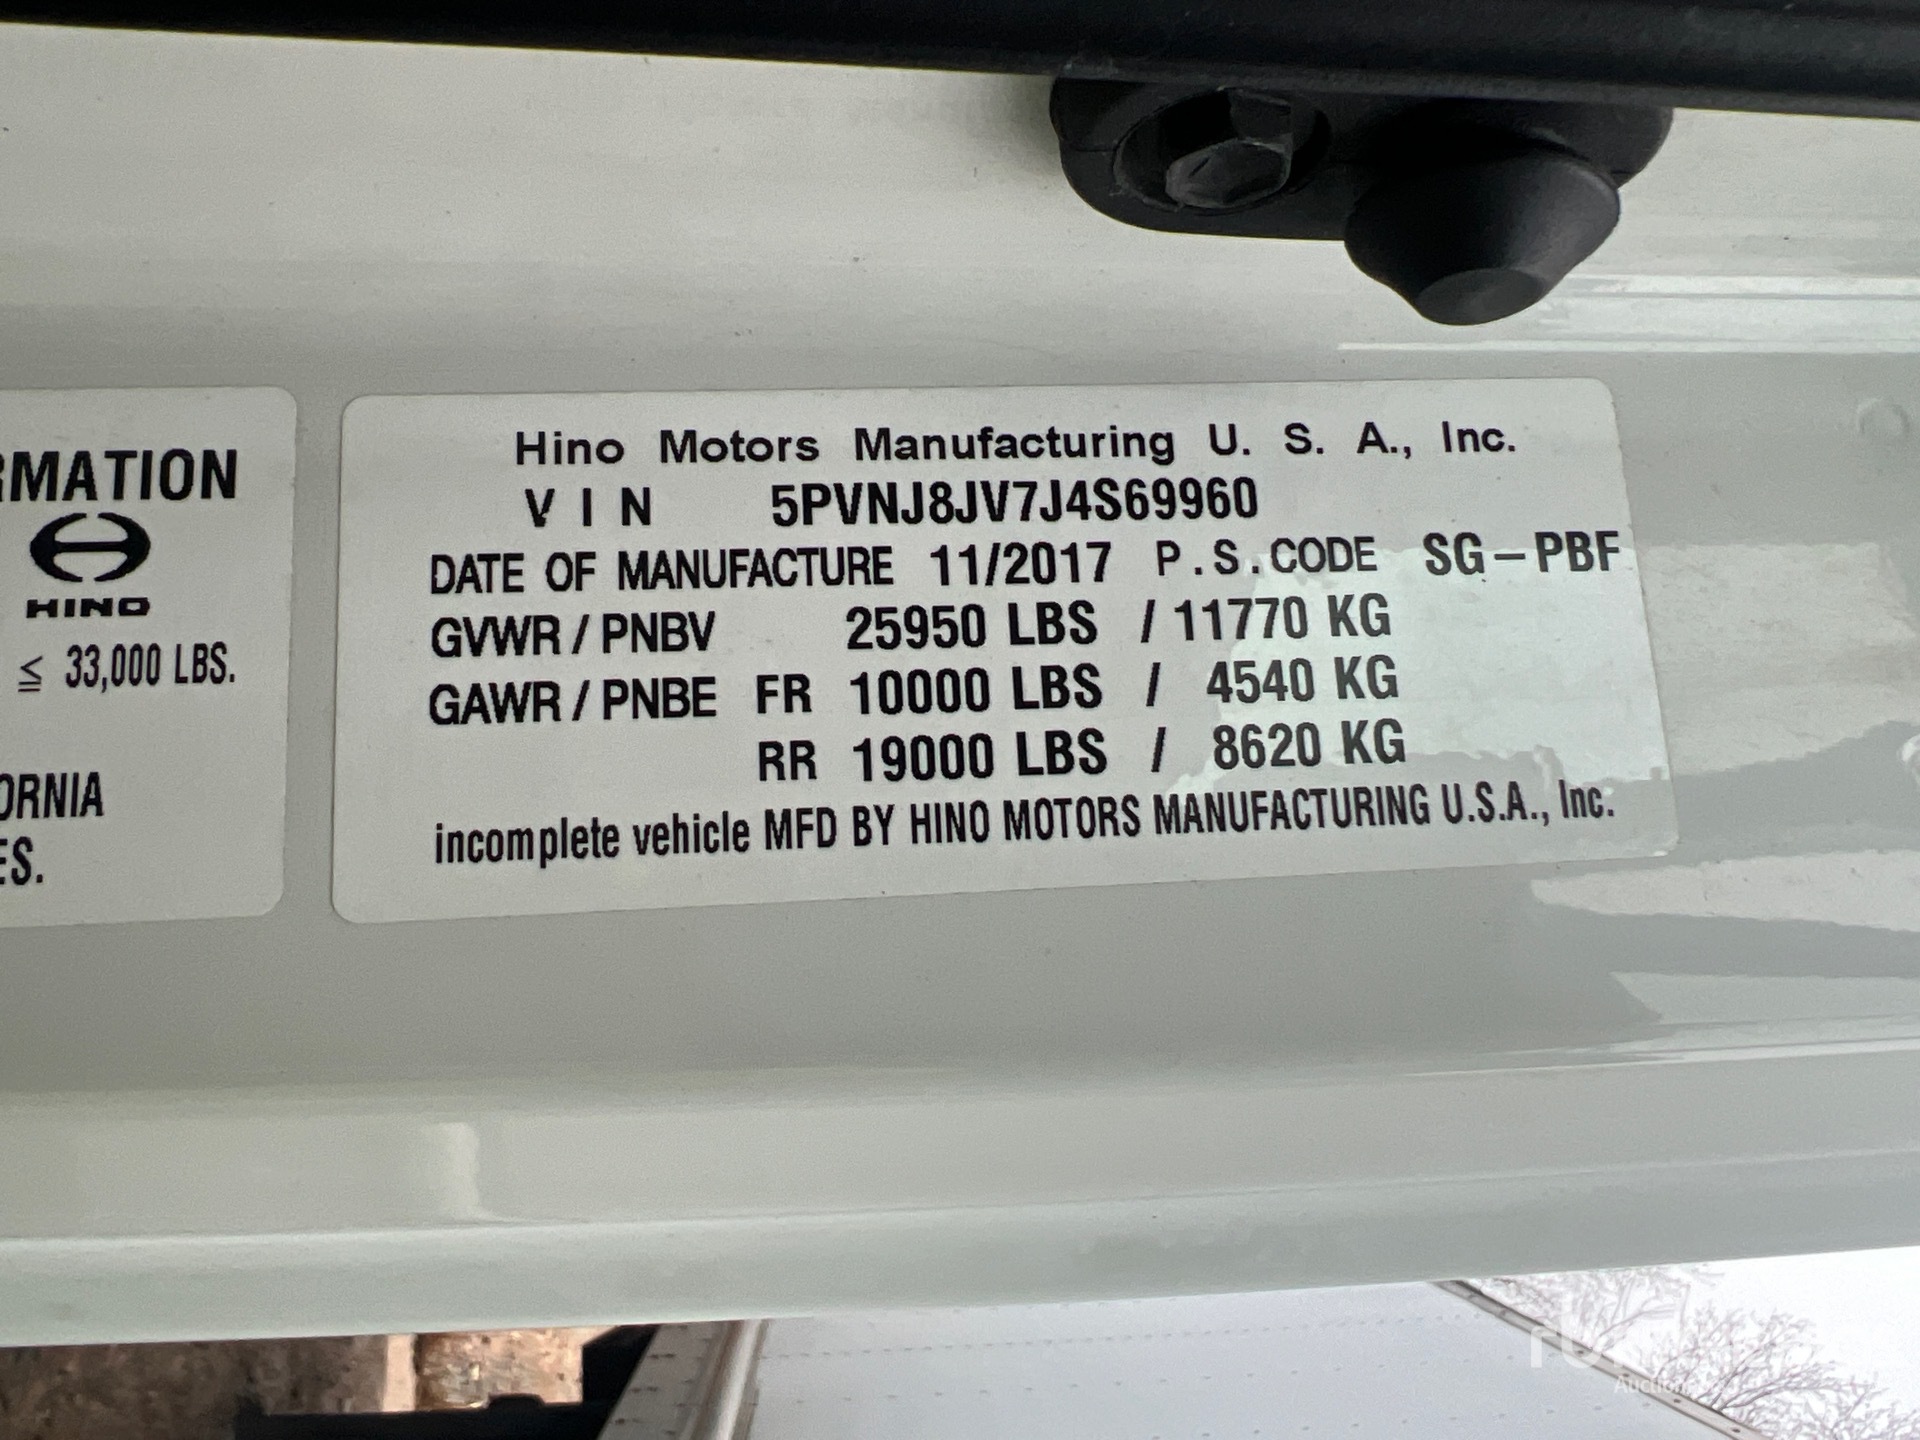 RMATION
HINO
≦ 33,000 LBS.
ORNIA
ES.
Hino Motors Manufacturing U. S. A., Inc.
VIN 5PVNJ8JV7J4S69960
DATE OF MANUFACTURE 11/2017 P.S.CODE SG-PBF
GVWR / PNBV 25950 LBS / 11770 KG
GAWR / PNBE FR 10000 LBS / 4540 KG
RR 19000 LBS / 8620 KG
incomplete vehicle MFD BY HINO MOTORS MANUFACTURING U.S.A., Inc.